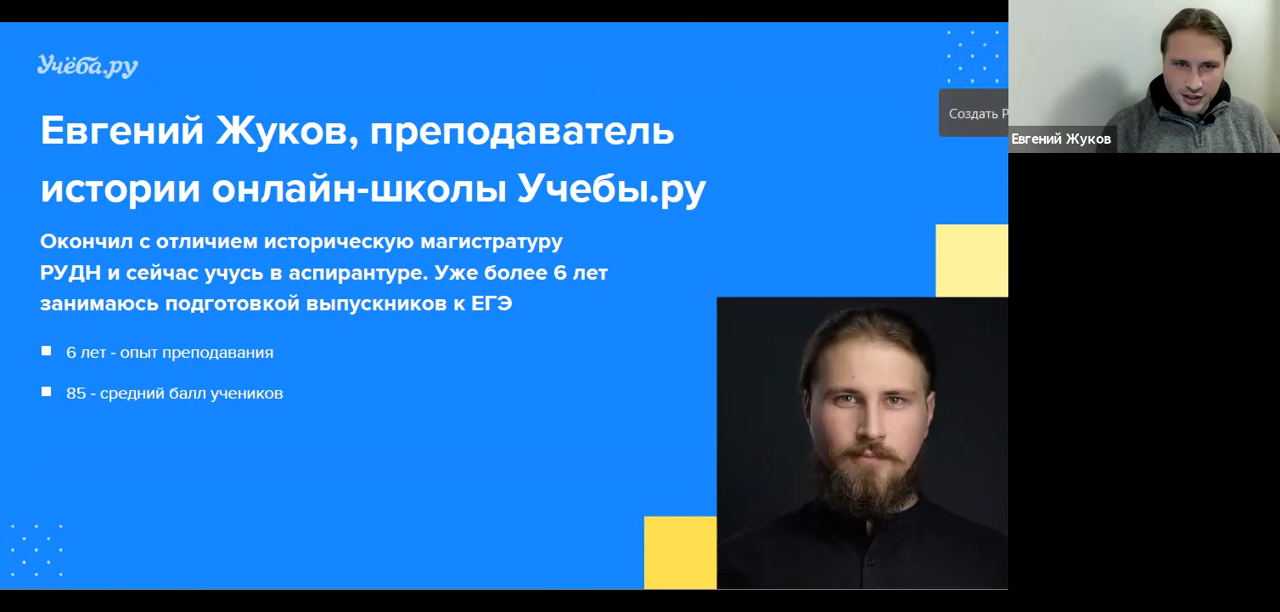 Учёба.ру
Евгений Жуков, преподаватель
истории онлайн-школы Учебы.ру
Окончил с отличием историческую магистратуру
РУДН и сейчас учусь в аспирантуре. Уже более 6 лет
занимаюсь подготовкой выпускников к ЕГЭ
6 лет - опыт преподавания
85 - средний балл учеников
Создать
Евгений Жуков